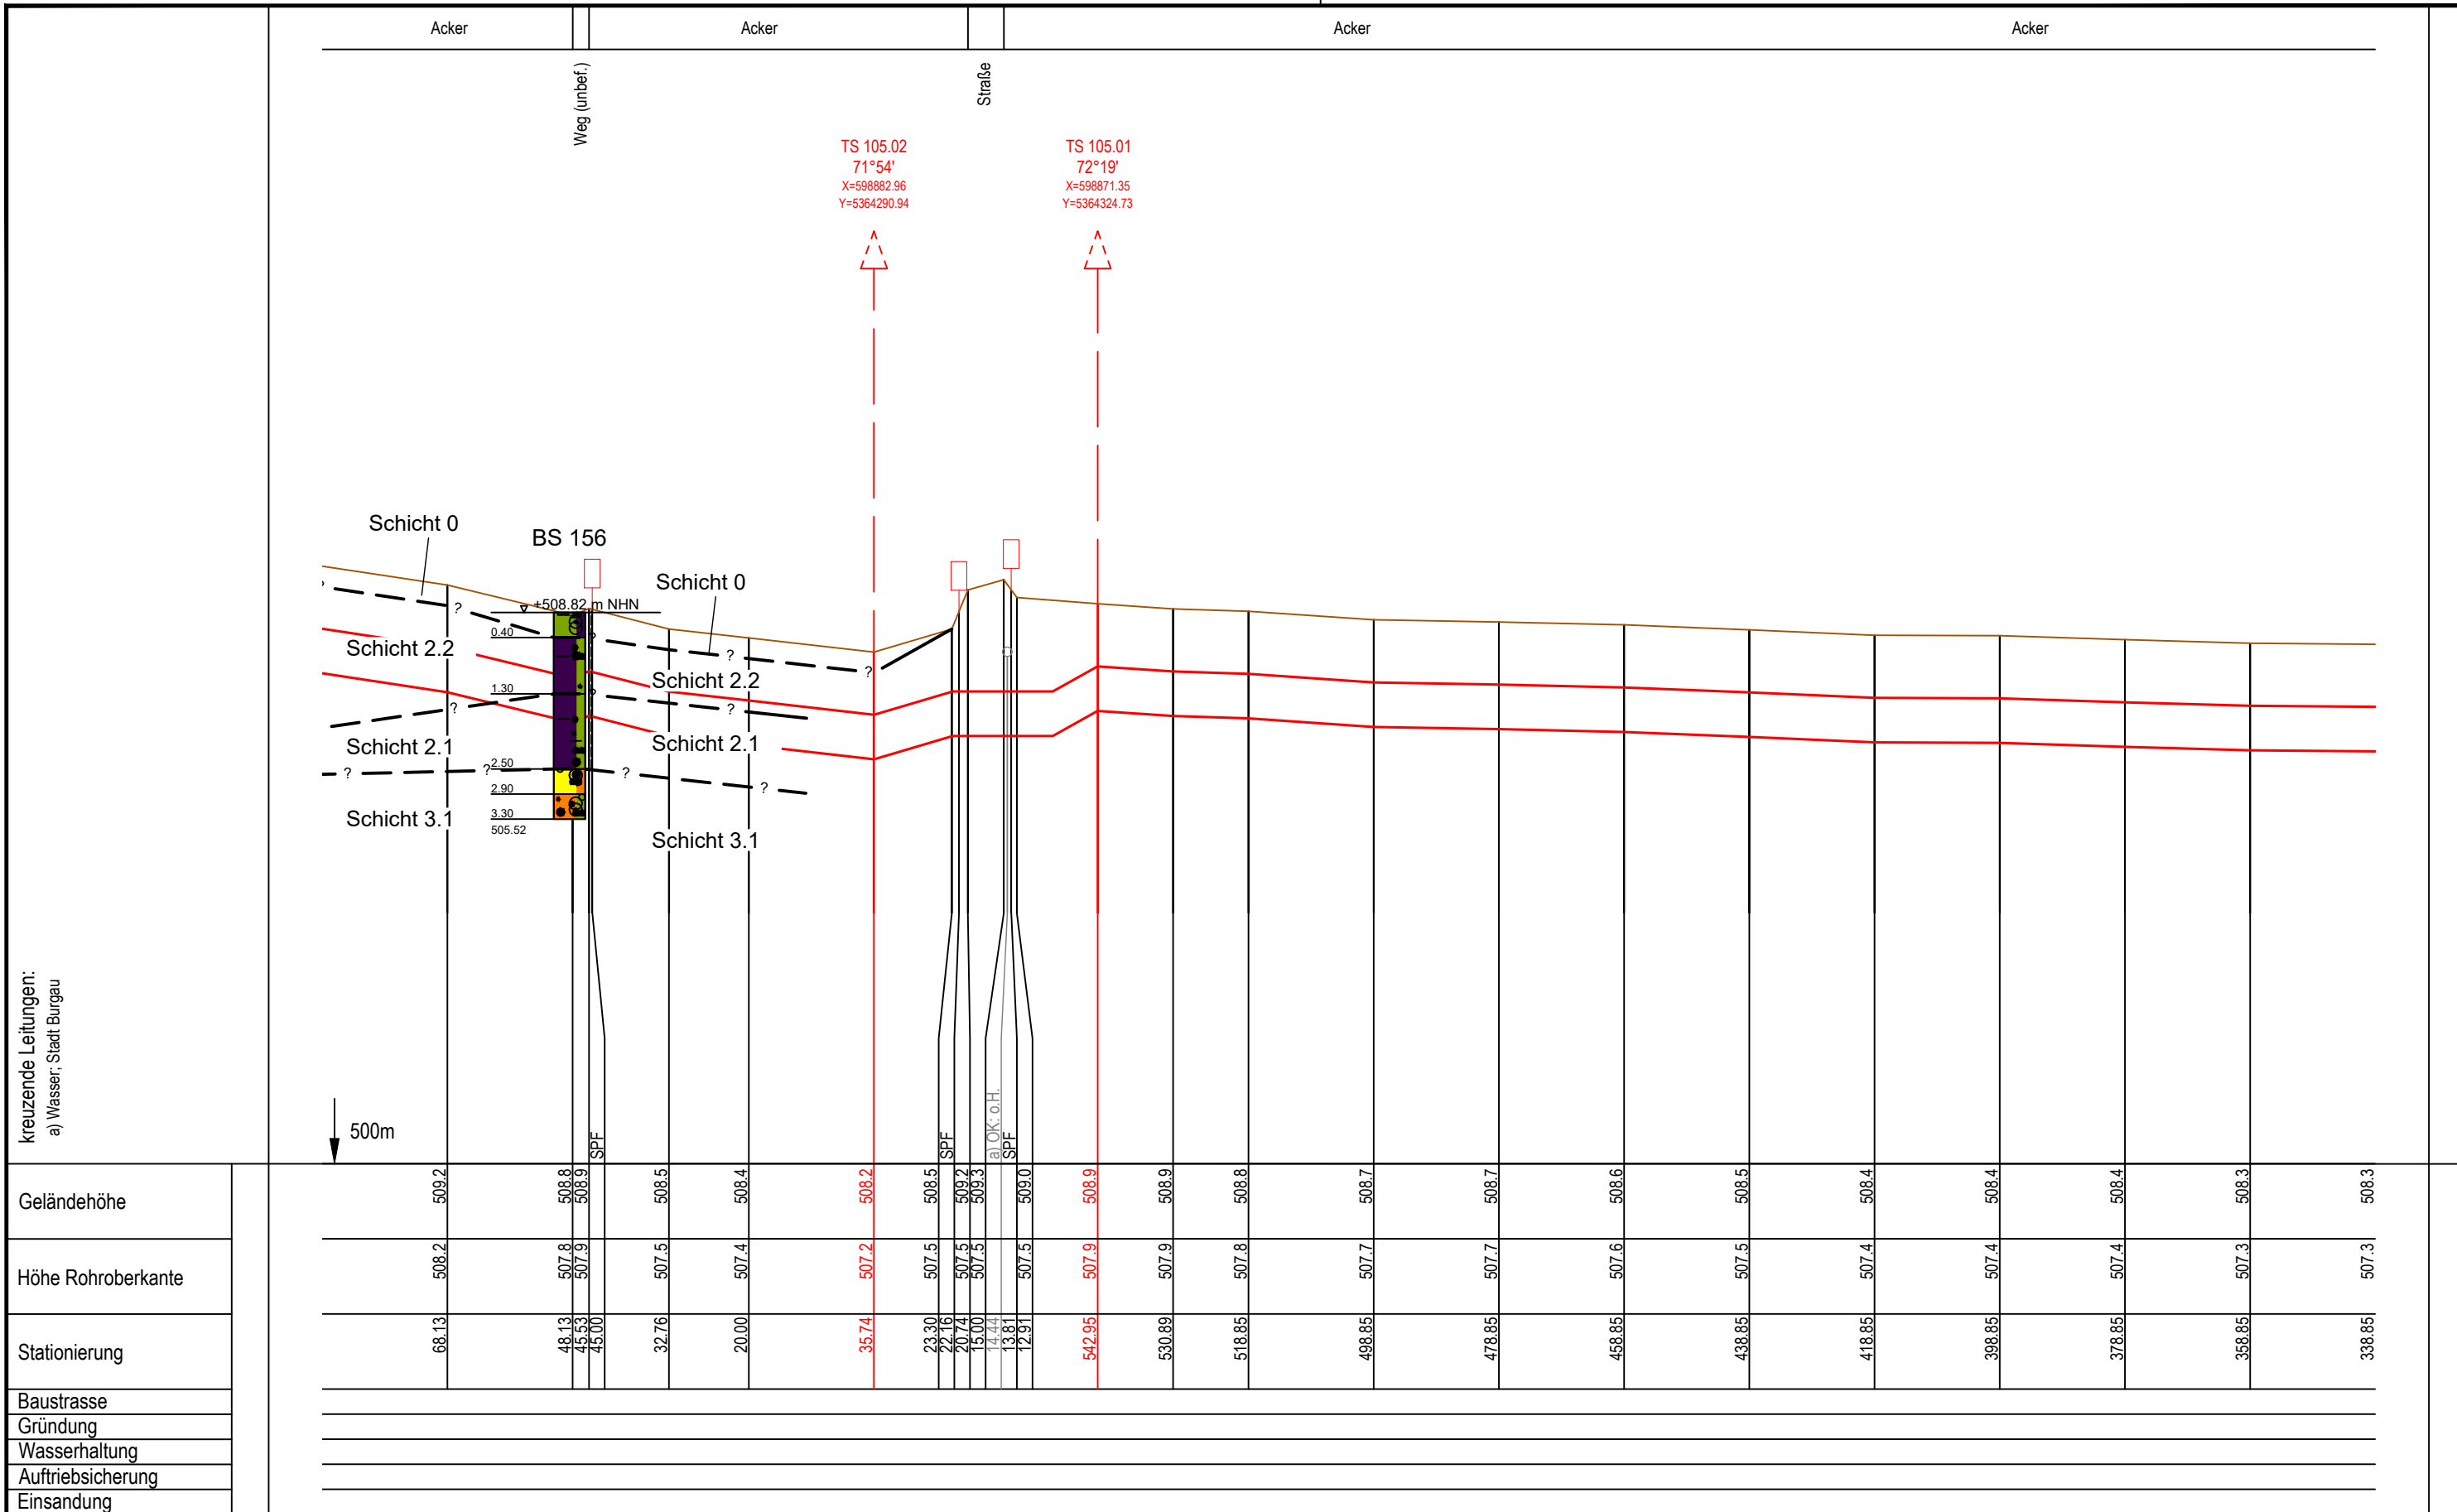 Acker
Acker
Acker
Acker
Weg (unbef.)
Straße
TS 105.02
71°54'
X=598882.96
Y=5364290.94
TS 105.01
72°19'
X=598871.35
Y=5364324.73
Schicht 0
BS 156
Schicht 0
+508.82 m NHN
0.40
Schicht 2.2
Schicht 2.2
1.30
Schicht 2.1
Schicht 2.1
2.50
2.90
3.30
505.52
Schicht 3.1
Schicht 3.1
? ? ? ? ? ? ? ? ? ? ? ? ?
kreuzende Leitungen:
a) Wasser; Stadt Burgau
500m
SPF
SPF
a) OK: o.H.
SPF
Geländehöhe
509.2 508.8 508.9 508.5 508.4 508.2 508.5 509.2 509.3 509.0 508.9 508.9 508.8 508.7 508.7 508.6 508.5 508.4 508.4 508.4 508.3 508.3
Höhe Rohroberkante
508.2 507.8 507.9 507.5 507.4 507.2 507.5 507.5 507.5 507.5 507.9 507.9 507.8 507.7 507.7 507.6 507.5 507.4 507.4 507.4 507.3 507.3
Stationierung
68.13 48.13 45.53 45.00 32.76 20.00 35.74 23.30 22.16 20.74 15.00 14.44 13.81 12.91 542.95 530.89 518.85 498.85 478.85 458.85 438.85 418.85 398.85 378.85 358.85 338.85
Baustrasse
Gründung
Wasserhaltung
Auftriebsicherung
Einsandung